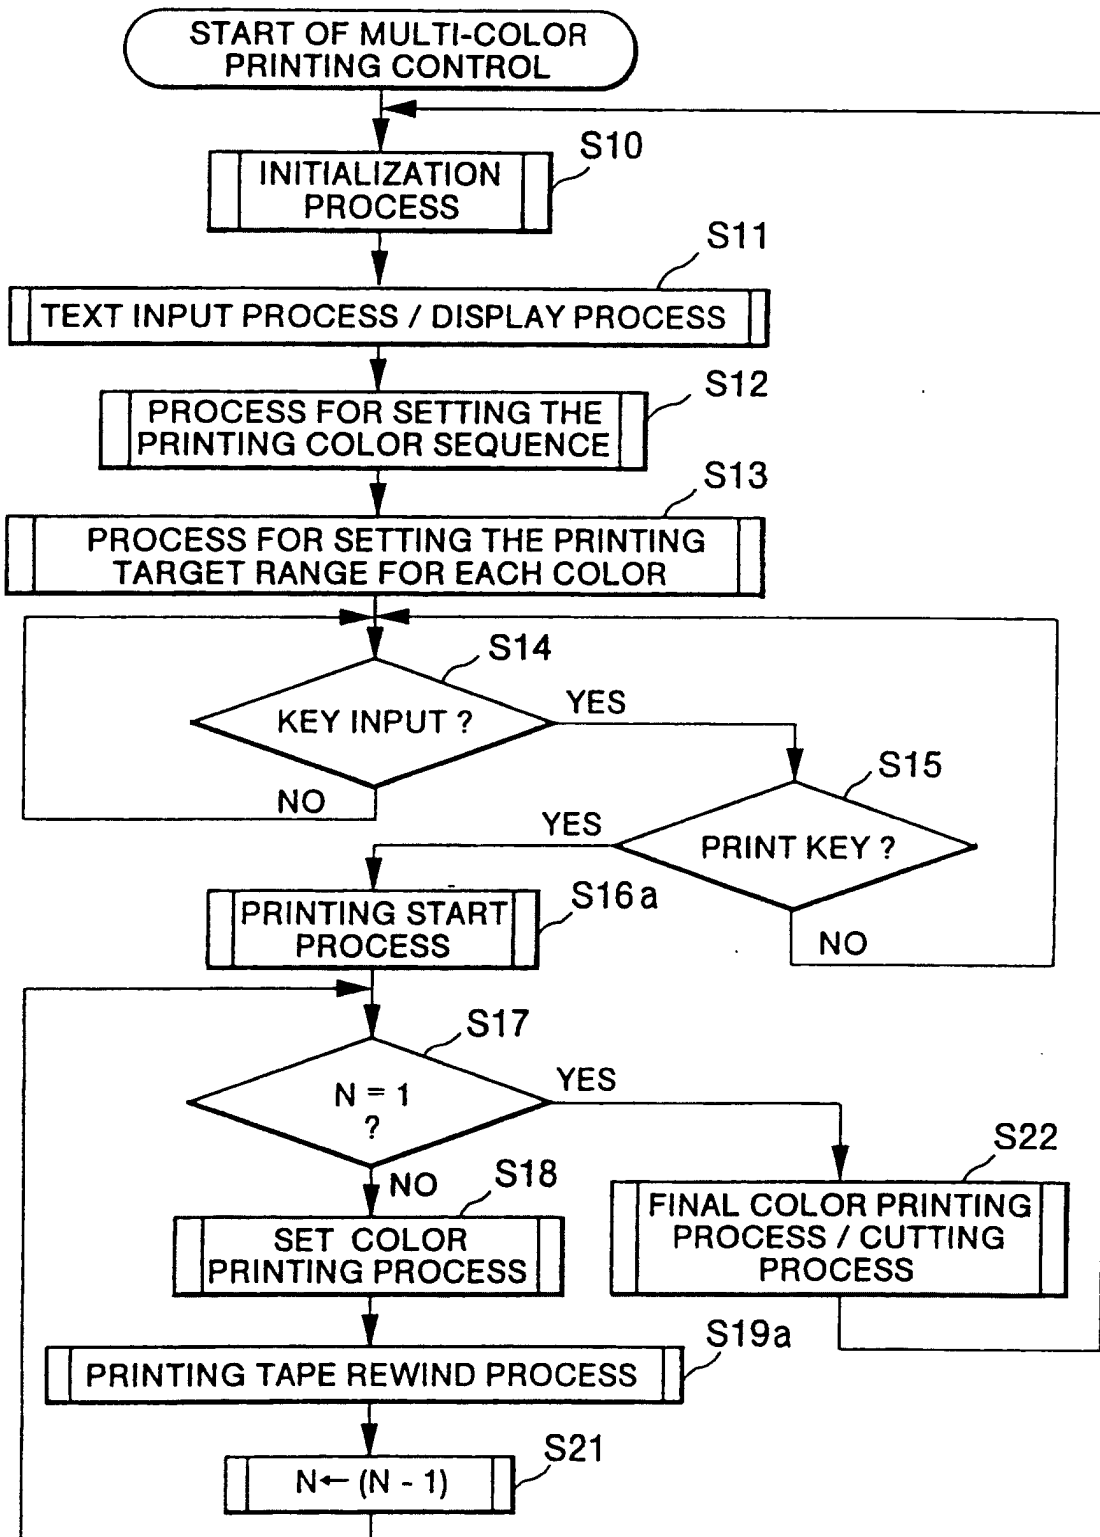 START OF MULTI-COLOR
PRINTING CONTROL
S10
INITIALIZATION
PROCESS
S11
TEXT INPUT PROCESS / DISPLAY PROCESS
S12
PROCESS FOR SETTING THE
PRINTING COLOR SEQUENCE
S13
PROCESS FOR SETTING THE PRINTING
TARGET RANGE FOR EACH COLOR
S14
KEY INPUT ?
YES
NO
S15
PRINT KEY ?
YES
NO
S16a
PRINTING START
PROCESS
S17
N = 1
?
YES
NO
S18
SET COLOR
PRINTING PROCESS
S22
FINAL COLOR PRINTING
PROCESS / CUTTING
PROCESS
S19a
PRINTING TAPE REWIND PROCESS
S21
N ← (N - 1)